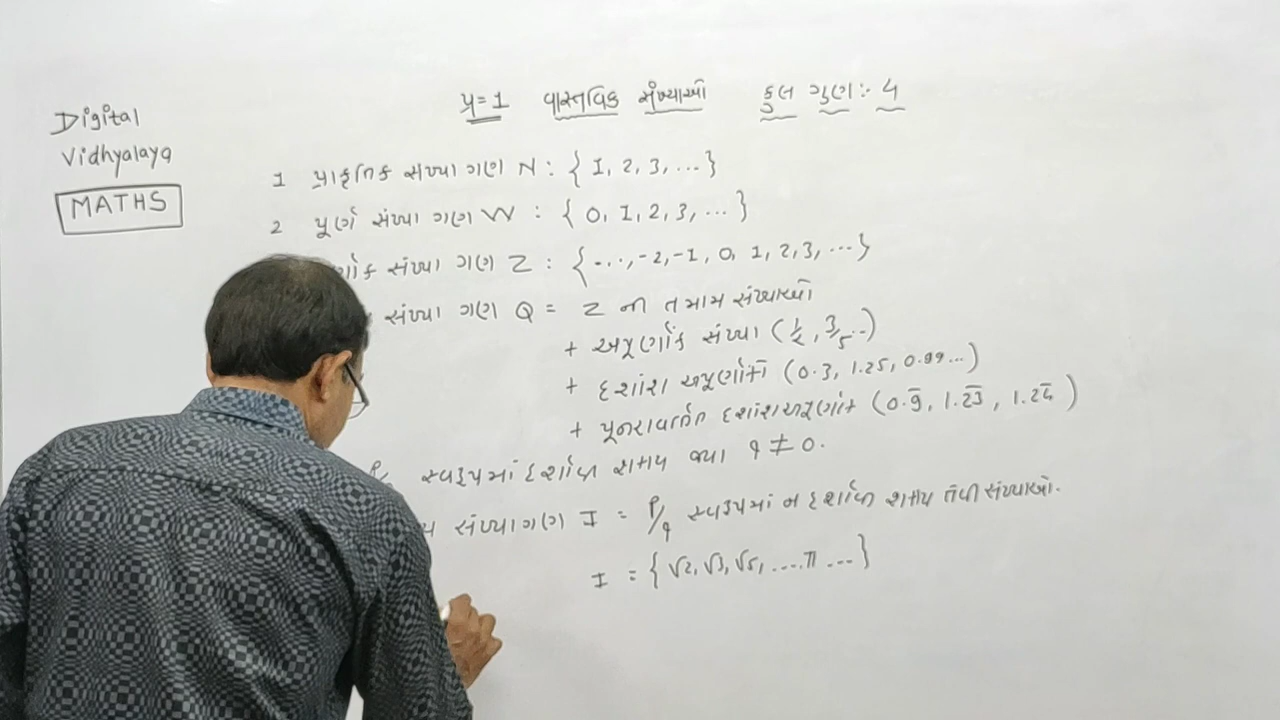 Digital
Vidhyalaya
MATHS
પ્ર=1 વાસ્તવિક સંખ્યાઓ કુલ ગુણ:- 4
1 પ્રાકૃતિક સંખ્યા ગણ N : { 1, 2, 3, ... }
2 પૂર્ણ સંખ્યા ગણ W : { 0, 1, 2, 3, ... }
સંખ્યા ગણ Z : { ..., -2, -1, 0, 1, 2, 3, ... }
સંખ્યા ગણ Q = Z ની તમામ સંખ્યાઓ
+ અપૂર્ણાંક સંખ્યા ( 1/2 , 3/5 ..)
+ દશાંશ અપૂર્ણાંકો (0.3, 1.25, 0.99...)
+ પૂનરાવર્તિત દશાંશઅપૂર્ણાંક (0.9̅, 1.23̅, 1.24̅ )
સ્વરૂપમાં દર્શાવી શકાય જ્યાં q ≠ 0.
સંખ્યાગણ I = P/q સ્વરૂપમાં ન દર્શાવી શકાય તેવી સંખ્યાઓ.
I = { √2, √3, √5, .... π ... }